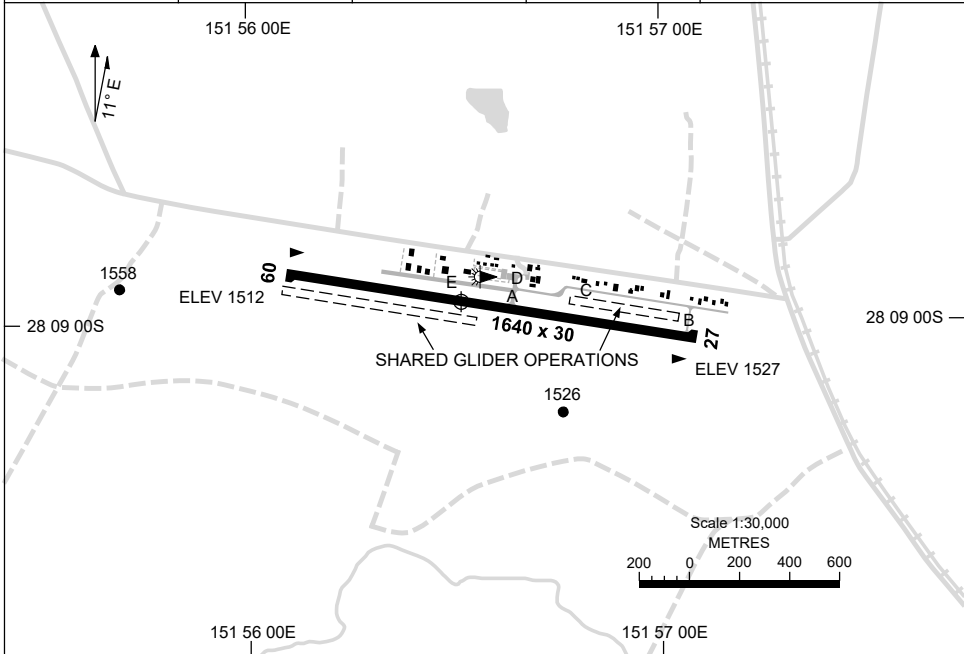 151 56 00E
151 57 00E
11° E
1558
09
ELEV 1512
E
D
A
C
B
28 09 00S
28 09 00S
1640 x 30
27
SHARED GLIDER OPERATIONS
ELEV 1527
1526
Scale 1:30,000
METRES
200 0 200 400 600
151 56 00E
151 57 00E